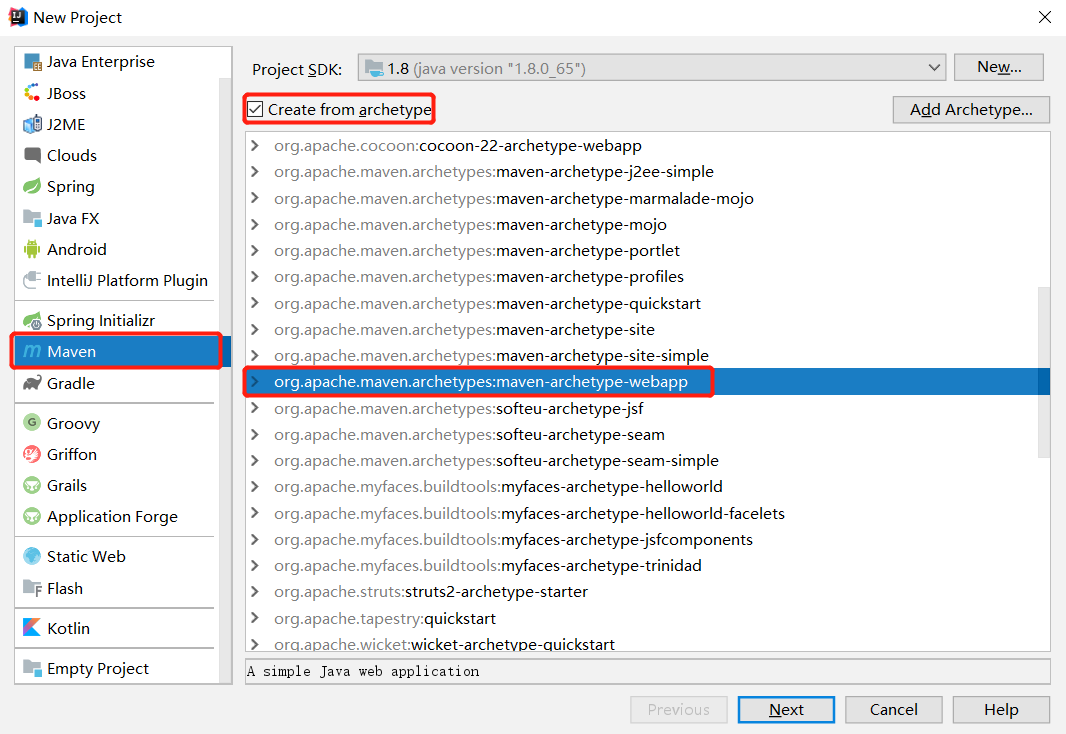 New Project
Java Enterprise
JBoss
J2ME
Clouds
Spring
Java FX
Android
IntelliJ Platform Plugin
Spring Initializr
Maven
Gradle
Groovy
Griffon
Grails
Application Forge
Static Web
Flash
Kotlin
Empty Project
Project SDK: 1.8 (java version "1.8.0_65") New...
Create from archetype Add Archetype...
org.apache.cocoon:cocoon-22-archetype-webapp
org.apache.maven.archetypes:maven-archetype-j2ee-simple
org.apache.maven.archetypes:maven-archetype-marmalade-mojo
org.apache.maven.archetypes:maven-archetype-mojo
org.apache.maven.archetypes:maven-archetype-portlet
org.apache.maven.archetypes:maven-archetype-profiles
org.apache.maven.archetypes:maven-archetype-quickstart
org.apache.maven.archetypes:maven-archetype-site
org.apache.maven.archetypes:maven-archetype-site-simple
org.apache.maven.archetypes:maven-archetype-webapp
org.apache.maven.archetypes:softeu-archetype-jsf
org.apache.maven.archetypes:softeu-archetype-seam
org.apache.maven.archetypes:softeu-archetype-seam-simple
org.apache.myfaces.buildtools:myfaces-archetype-helloworld
org.apache.myfaces.buildtools:myfaces-archetype-helloworld-facelets
org.apache.myfaces.buildtools:myfaces-archetype-jsfcomponents
org.apache.myfaces.buildtools:myfaces-archetype-trinidad
org.apache.struts:struts2-archetype-starter
org.apache.tapestry:quickstart
org.apache.wicket:wicket-archetype-quickstart
A simple Java web application
Previous Next Cancel Help